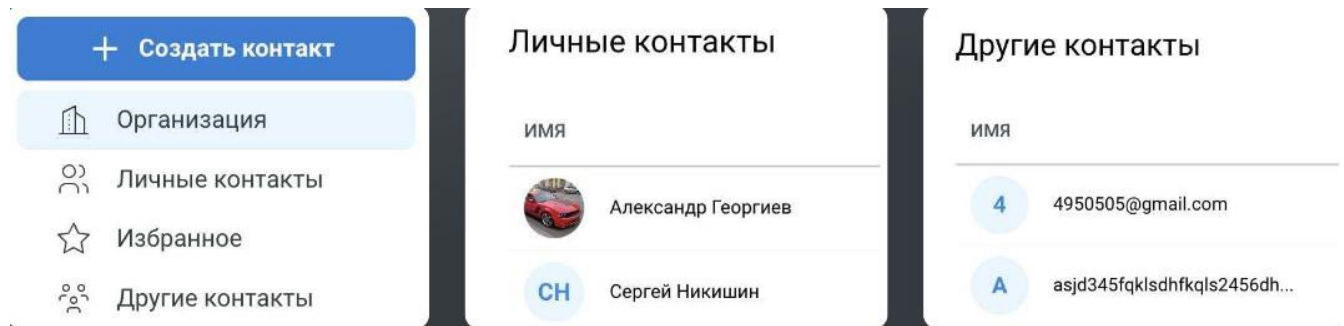 + Создать контакт
Организация
Личные контакты
Избранное
Другие контакты
Личные контакты
ИМЯ
Александр Георгиев
СН
Сергей Никишин
Другие контакты
ИМЯ
4
4950505@gmail.com
A
asjd345fqklsdhfkqls2456dh...